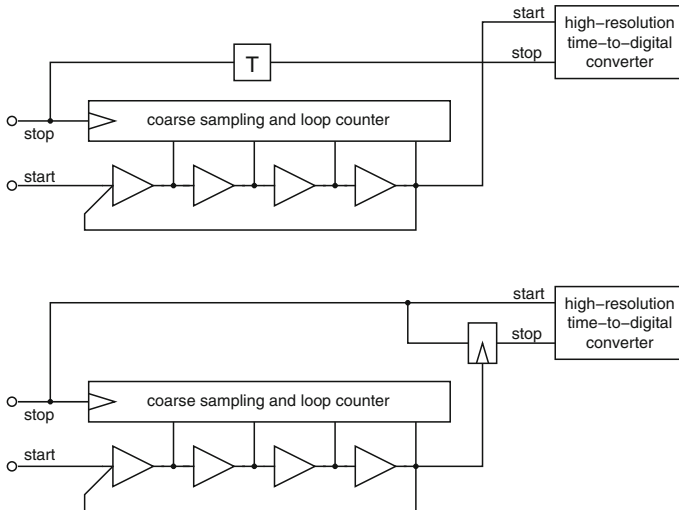 start
high−resolution
time−to−digital
converter
stop
T
coarse sampling and loop counter
stop
start
start
high−resolution
time−to−digital
converter
stop
coarse sampling and loop counter
stop
start